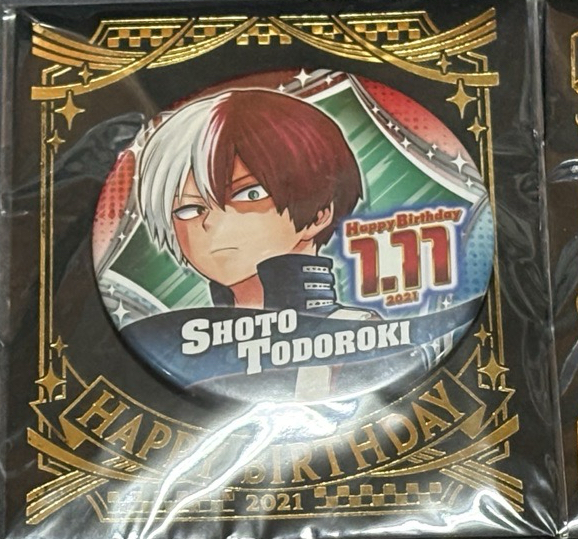 Happy Birthday
1.11
2021
SHOTO
TODOROKI
HAPPY BIRTHDAY
2021